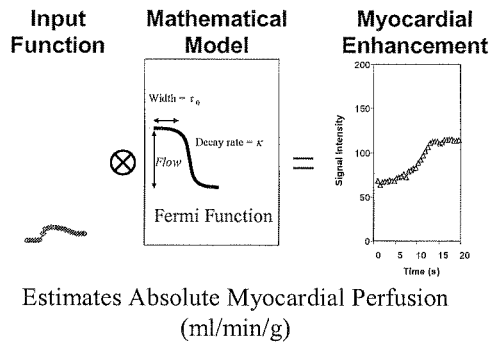 Input
Function
Mathematical
Model
Myocardial
Enhancement
Width = τ₀
Decay rate = κ
Flow
Fermi Function
⊗
=
Signal Intensity
200
150
100
50
0
0 5 10 15 20
Time (s)
Estimates Absolute Myocardial Perfusion
(ml/min/g)